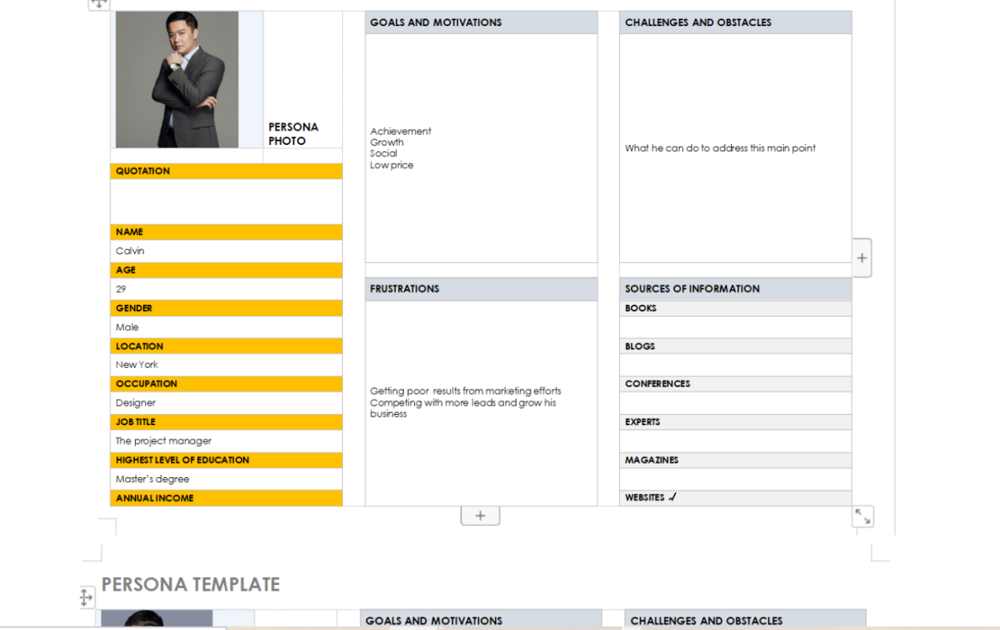 PERSONA
PHOTO
QUOTATION
NAME
Calvin
AGE
29
GENDER
Male
LOCATION
New York
OCCUPATION
Designer
JOB TITLE
The project manager
HIGHEST LEVEL OF EDUCATION
Master's degree
ANNUAL INCOME
GOALS AND MOTIVATIONS
Achievement
Growth
Social
Low price
FRUSTRATIONS
Getting poor results from marketing efforts
Competing with more leads and grow his
business
CHALLENGES AND OBSTACLES
What he can do to address this main point
SOURCES OF INFORMATION
BOOKS
BLOGS
CONFERENCES
EXPERTS
MAGAZINES
WEBSITES ✓
PERSONA TEMPLATE
GOALS AND MOTIVATIONS
CHALLENGES AND OBSTACLES